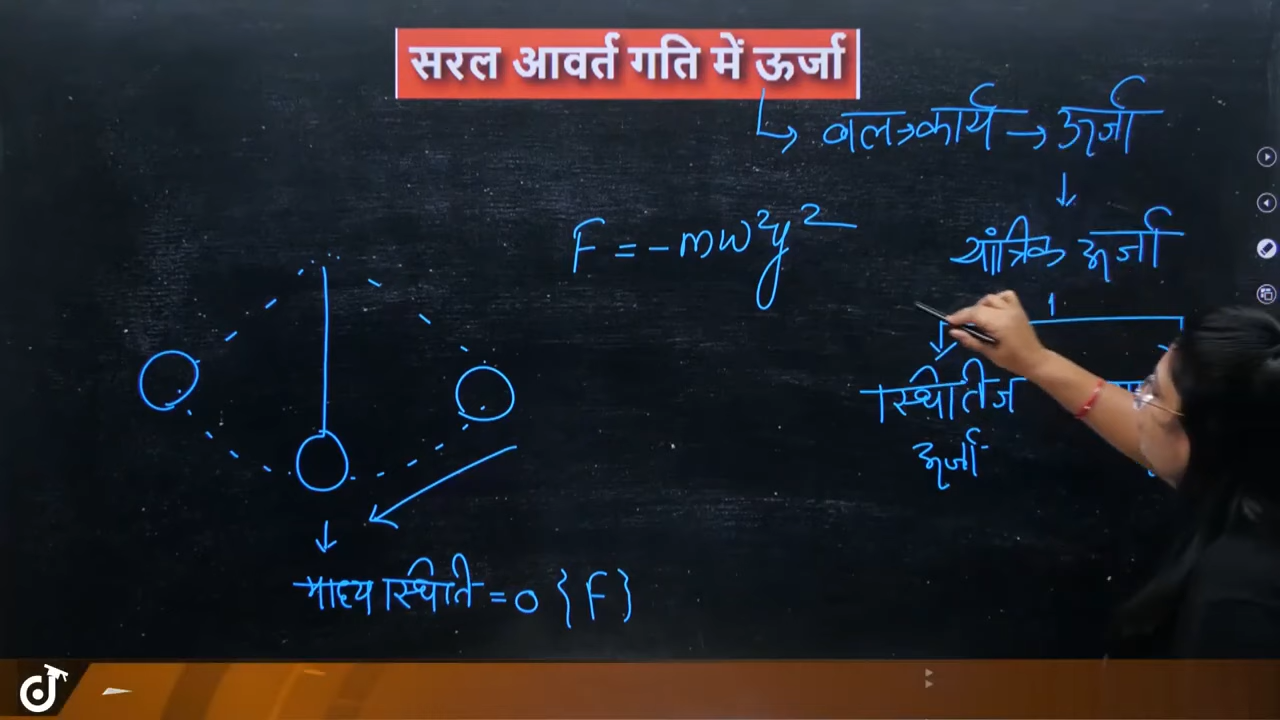 सरल आवर्त गति में ऊर्जा
बल→कार्य → ऊर्जा
यांत्रिक ऊर्जा
F = -mω²y²
स्थितिज
ऊर्जा
माध्य स्थिति = 0 {F}